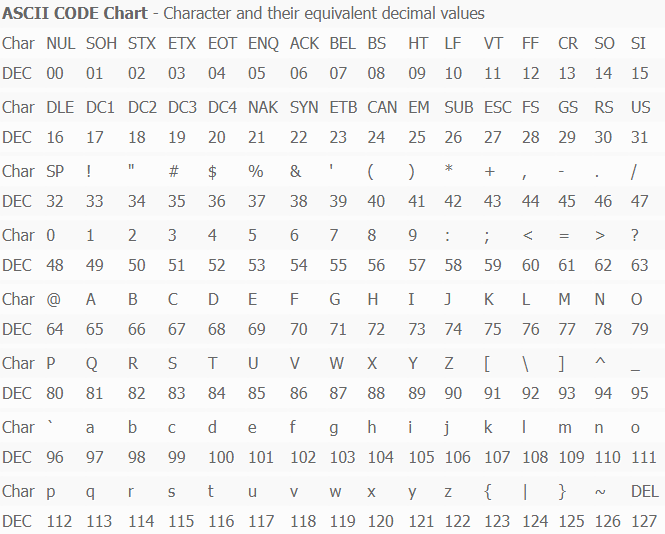 ASCII CODE Chart - Character and their equivalent decimal values
Char NUL SOH STX ETX EOT ENQ ACK BEL BS HT LF VT FF CR SO SI
DEC 00 01 02 03 04 05 06 07 08 09 10 11 12 13 14 15
Char DLE DC1 DC2 DC3 DC4 NAK SYN ETB CAN EM SUB ESC FS GS RS US
DEC 16 17 18 19 20 21 22 23 24 25 26 27 28 29 30 31
Char SP ! " # $ % & ' ( ) * + , - . /
DEC 32 33 34 35 36 37 38 39 40 41 42 43 44 45 46 47
Char 0 1 2 3 4 5 6 7 8 9 : ; < = > ?
DEC 48 49 50 51 52 53 54 55 56 57 58 59 60 61 62 63
Char @ A B C D E F G H I J K L M N O
DEC 64 65 66 67 68 69 70 71 72 73 74 75 76 77 78 79
Char P Q R S T U V W X Y Z [ \ ] ^ _
DEC 80 81 82 83 84 85 86 87 88 89 90 91 92 93 94 95
Char ` a b c d e f g h i j k l m n o
DEC 96 97 98 99 100 101 102 103 104 105 106 107 108 109 110 111
Char p q r s t u v w x y z { | } ~ DEL
DEC 112 113 114 115 116 117 118 119 120 121 122 123 124 125 126 127